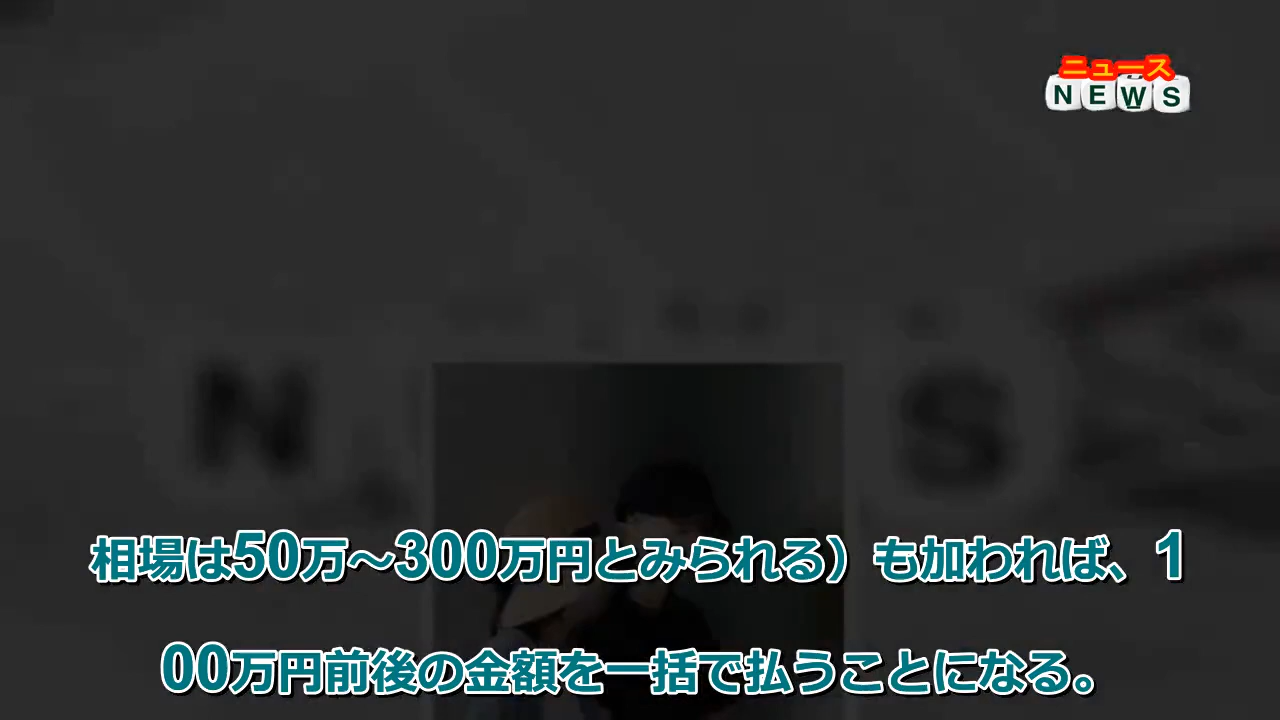 ニュース
NEWS
N S
相場は50万～300万円とみられる）も加われば、1
00万円前後の金額を一括で払うことになる。